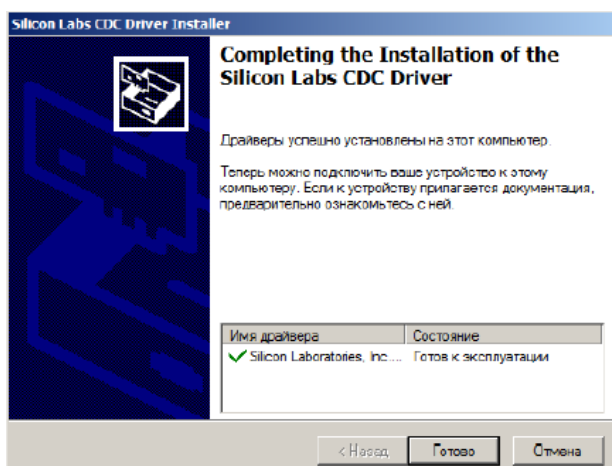 Silicon Labs CDC Driver Installer
Completing the Installation of the
Silicon Labs CDC Driver
Драйверы успешно установлены на этот компьютер.
Теперь можно подключить ваше устройство к этому
компьютеру. Если к устройству прилагается документация,
предварительно ознакомьтесь с ней.
Имя драйвера Состояние
Silicon Laboratories, Inc.... Готов к эксплуатации
< Назад Готово Отмена